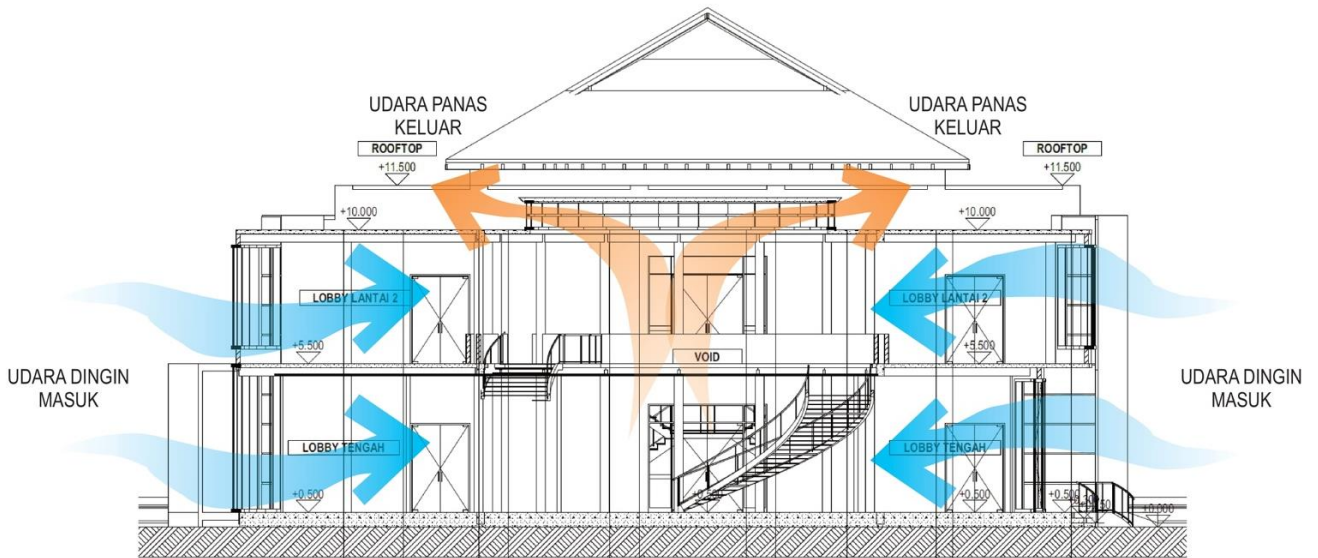 UDARA PANAS
KELUAR
UDARA PANAS
KELUAR
ROOFTOP
ROOFTOP
+11.500
+11.500
+10.000
+10.000
LOBBY LANTAI 2
LOBBY LANTAI 2
+5.500
VOID
+5.500
UDARA DINGIN
MASUK
UDARA DINGIN
MASUK
LOBBY TENGAH
LOBBY TENGAH
+0.500
+0.500
+0.500
+0.000